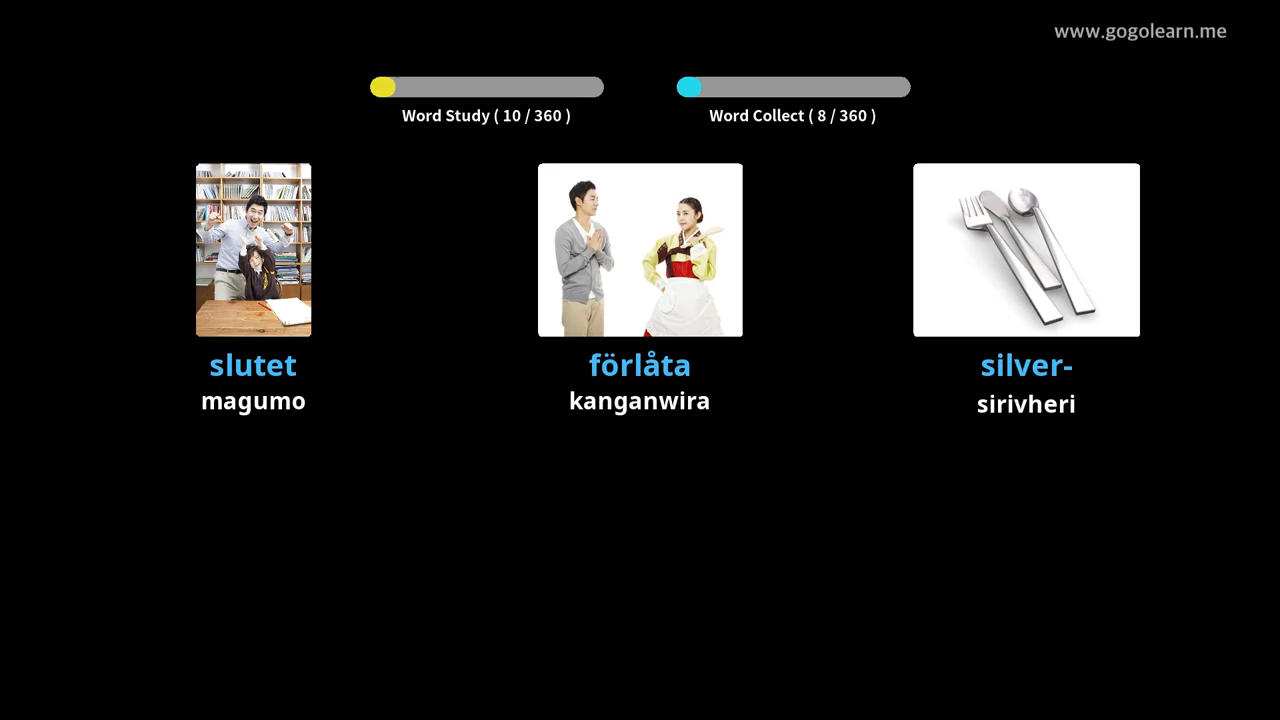 www.gogolearn.me
Word Study ( 10 / 360 )
Word Collect ( 8 / 360 )
slutet
magumo
förlåta
kanganwira
silver-
sirivheri